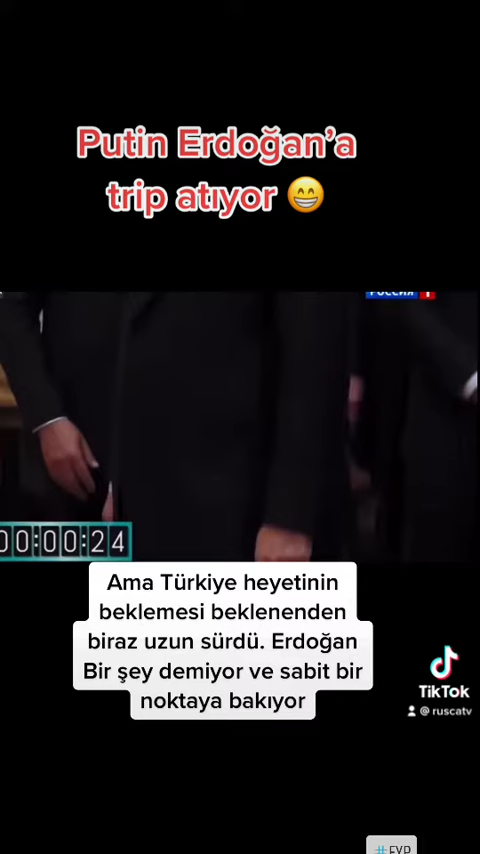 Putin Erdoğan’a
trip atıyor 😁
РОССИЯ 1
00:00:24
Ama Türkiye heyetinin
beklemesi beklenenden
biraz uzun sürdü. Erdoğan
Bir şey demiyor ve sabit bir
noktaya bakıyor
TikTok
@ ruscatv
#FYP